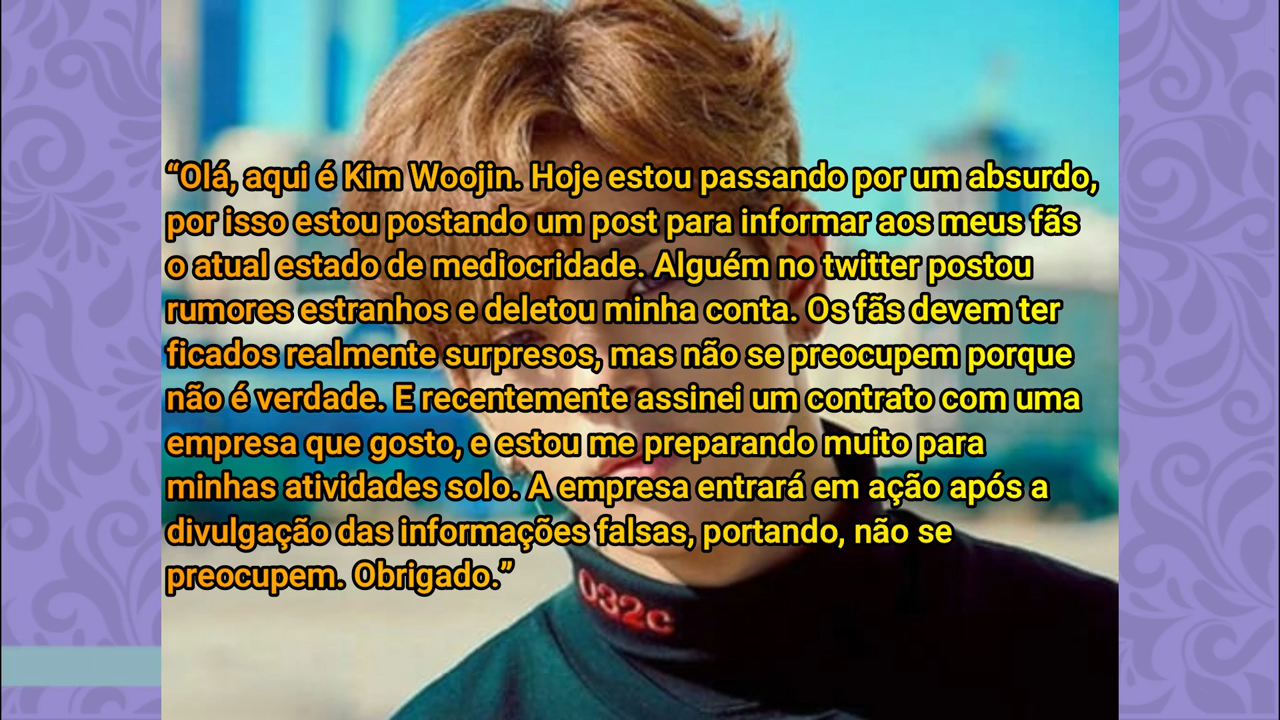 “Olá, aqui é Kim Woojin. Hoje estou passando por um absurdo,
por isso estou postando um post para informar aos meus fãs
o atual estado de mediocridade. Alguém no twitter postou
rumores estranhos e deletou minha conta. Os fãs devem ter
ficados realmente surpresos, mas não se preocupem porque
não é verdade. E recentemente assinei um contrato com uma
empresa que gosto, e estou me preparando muito para
minhas atividades solo. A empresa entrará em ação após a
divulgação das informações falsas, portando, não se
preocupem. Obrigado.”
032c